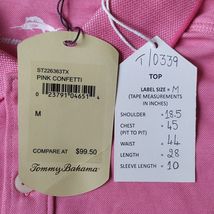 ST226363TX
PINK CONFETTI
0 23791 04651 4
M
COMPARE AT
$99.50
Tommy Bahama
T/0339
TOP
LABEL SIZE = M
(TAPE MEASUREMENTS
IN INCHES)
SHOULDER - 18.5
CHEST - 45
(PIT TO PIT)
WAIST - 44
LENGTH - 28
SLEEVE LENGTH - 10